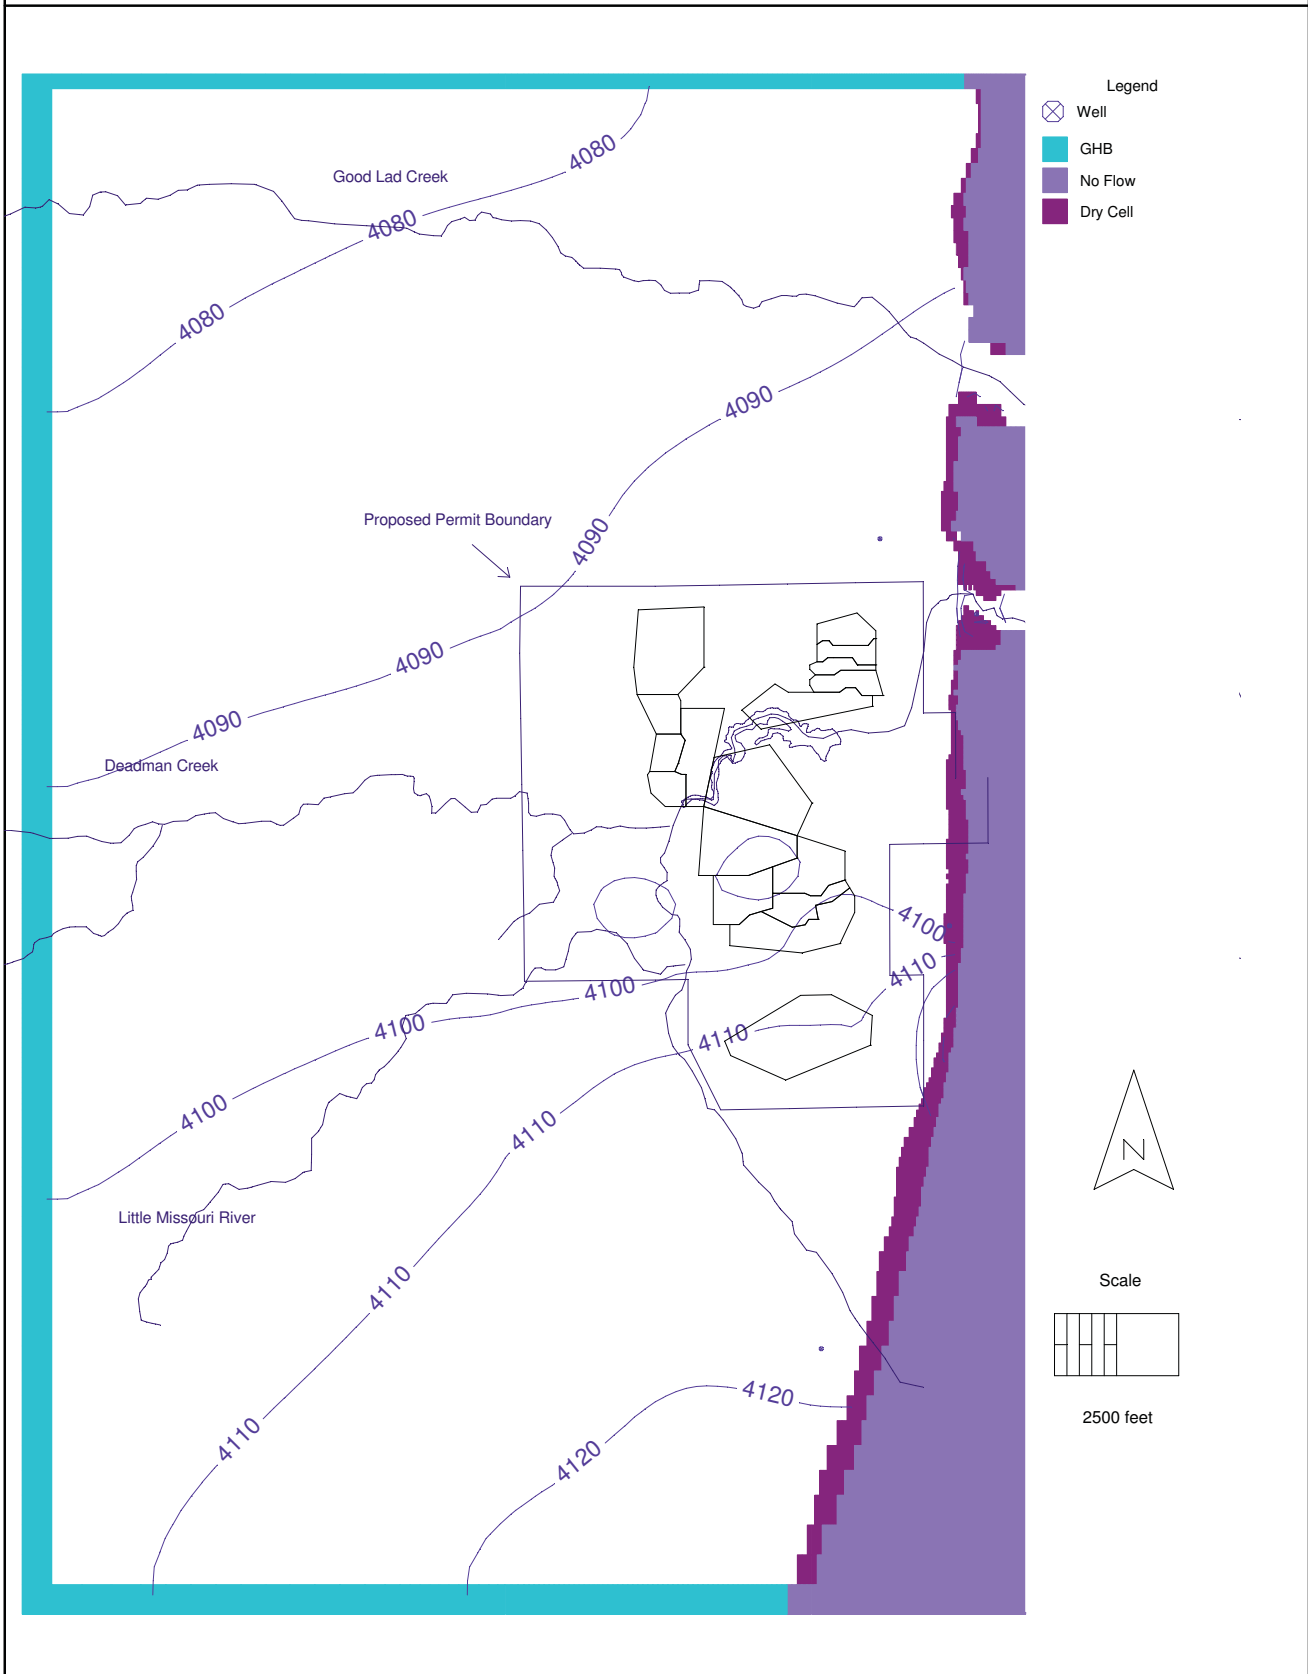 Legend
Well
GHB
No Flow
Dry Cell
4080
Good Lad Creek
4080
4080
4090
Proposed Permit Boundary
4090
4090
4090
Deadman Creek
4100
4110
4100
4100
4110
4100
4110
Little Missouri River
4110
4120
4110
4120
N
Scale
2500 feet